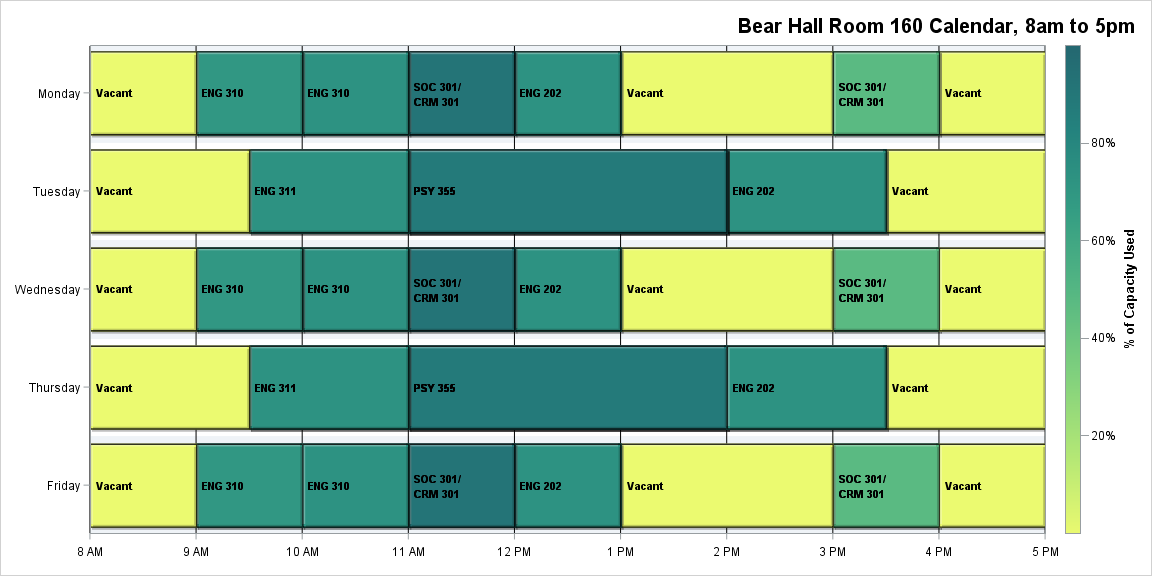 Bear Hall Room 160 Calendar, 8am to 5pm
Monday
Vacant
ENG 310
ENG 310
SOC 301/
CRM 301
ENG 202
Vacant
SOC 301/
CRM 301
Vacant
Tuesday
Vacant
ENG 311
PSY 355
ENG 202
Vacant
Wednesday
Vacant
ENG 310
ENG 310
SOC 301/
CRM 301
ENG 202
Vacant
SOC 301/
CRM 301
Vacant
Thursday
Vacant
ENG 311
PSY 355
ENG 202
Vacant
Friday
Vacant
ENG 310
ENG 310
SOC 301/
CRM 301
ENG 202
Vacant
SOC 301/
CRM 301
Vacant
8 AM
9 AM
10 AM
11 AM
12 PM
1 PM
2 PM
3 PM
4 PM
5 PM
80%
60%
40%
20%
% of Capacity Used